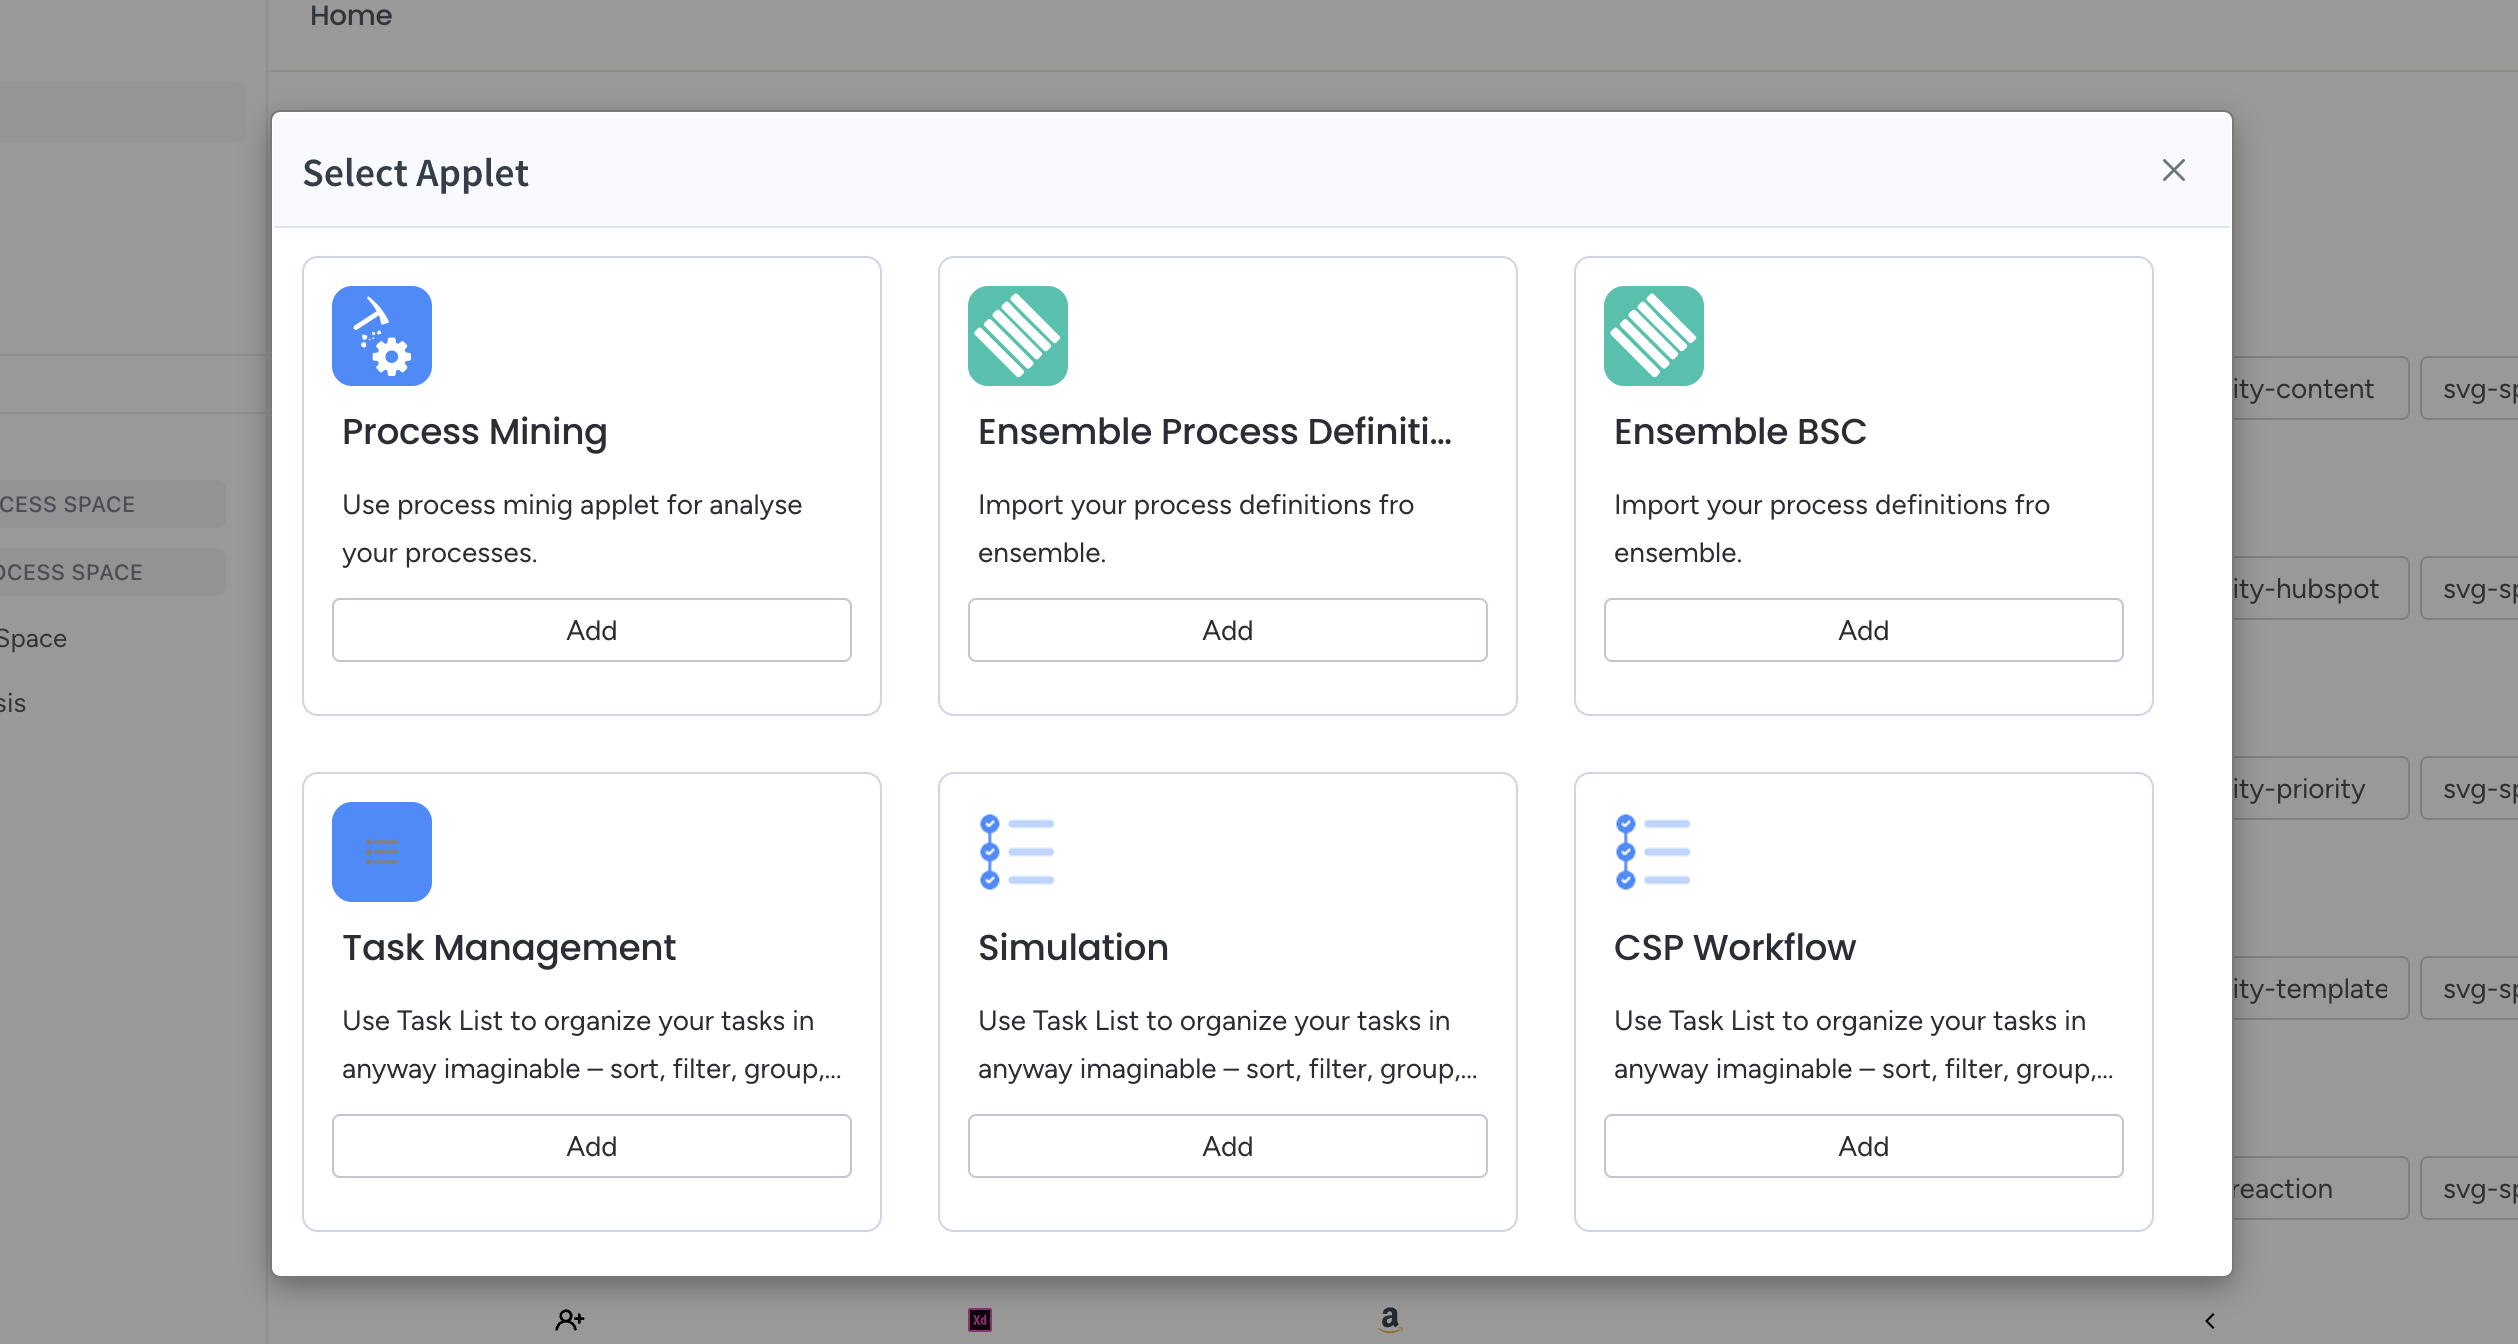 Home
Select Applet
Process Mining
Use process minig applet for analyse
your processes.
Add
Ensemble Process Definiti...
Import your process definitions fro
ensemble.
Add
Ensemble BSC
Import your process definitions fro
ensemble.
Add
Task Management
Use Task List to organize your tasks in
anyway imaginable – sort, filter, group,...
Add
Simulation
Use Task List to organize your tasks in
anyway imaginable – sort, filter, group,...
Add
CSP Workflow
Use Task List to organize your tasks in
anyway imaginable – sort, filter, group,...
Add
CESS SPACE
OCESS SPACE
Space
sis
ity-content
svg-sp
ity-hubspot
svg-sp
ity-priority
svg-sp
ity-template
svg-sp
reaction
svg-sp
Xd
a